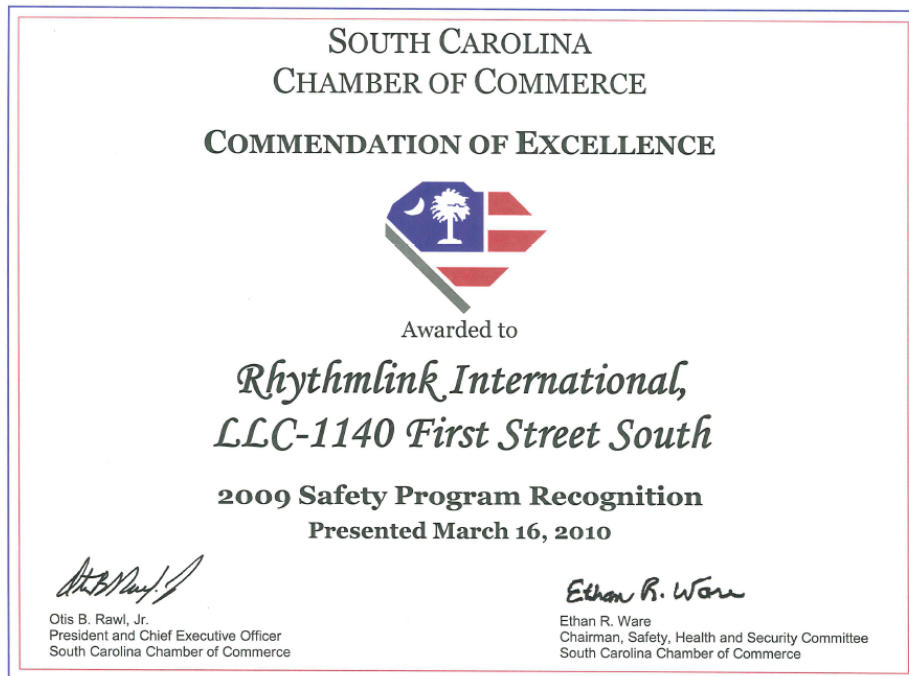 SOUTH CAROLINA
CHAMBER OF COMMERCE
COMMENDATION OF EXCELLENCE
Awarded to
Rhythmlink International,
LLC-1140 First Street South
2009 Safety Program Recognition
Presented March 16, 2010
Ethan R. Ware
Otis B. Rawl, Jr.
President and Chief Executive Officer
South Carolina Chamber of Commerce
Ethan R. Ware
Chairman, Safety, Health and Security Committee
South Carolina Chamber of Commerce